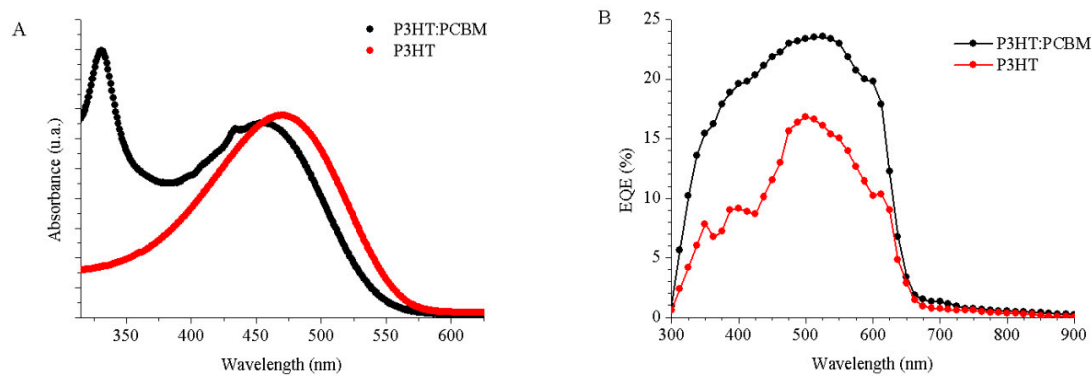 A
P3HT:PCBM
P3HT
Absorbance (u.a.)
350 400 450 500 550 600
Wavelength (nm)
B
25
20
15
10
5
0
P3HT:PCBM
P3HT
EQE (%)
300 400 500 600 700 800 900
Wavelength (nm)